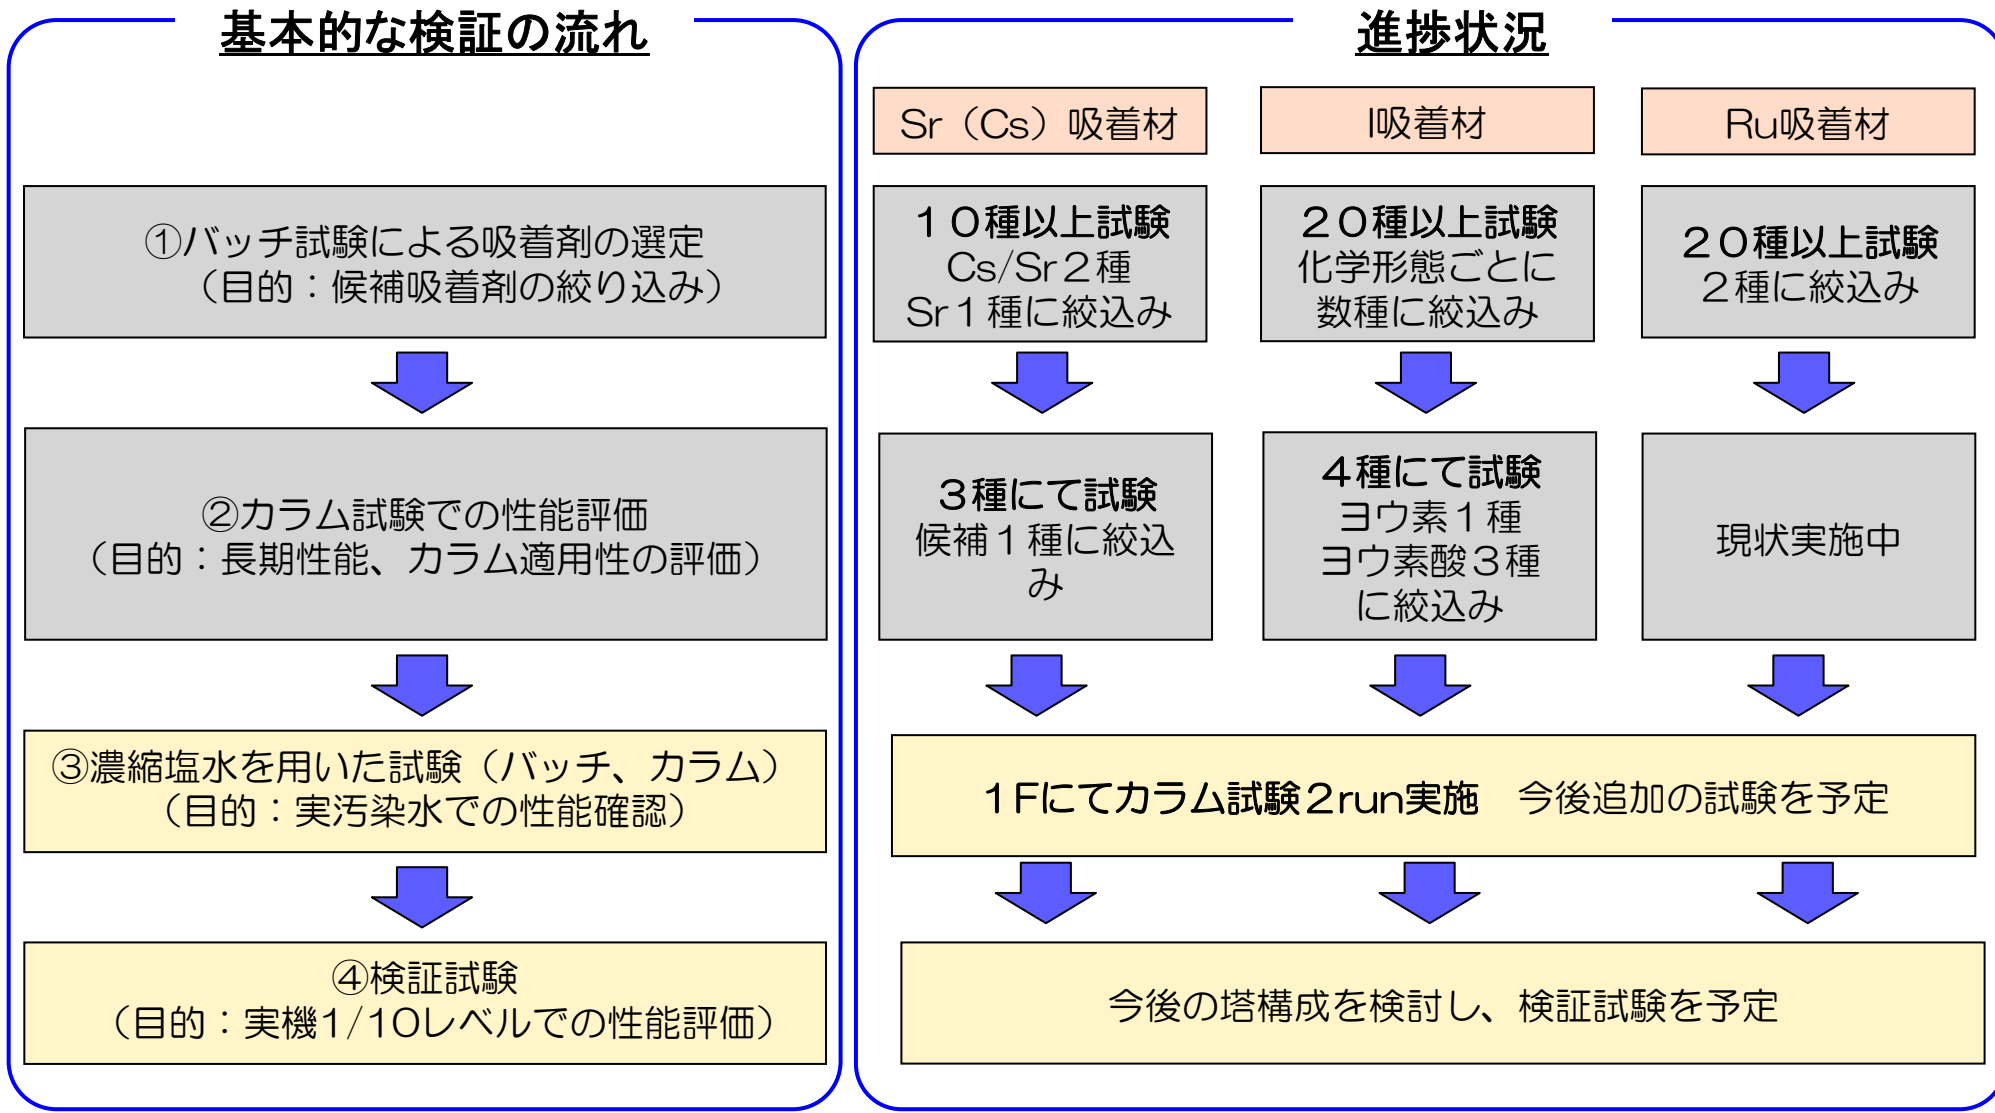 基本的な検証の流れ
①バッチ試験による吸着剤の選定
（目的：候補吸着剤の絞り込み）
②カラム試験での性能評価
（目的：長期性能、カラム適用性の評価）
③濃縮塩水を用いた試験（バッチ、カラム）
（目的：実汚染水での性能確認）
④検証試験
（目的：実機1/10レベルでの性能評価）
進捗状況
Sr（Cs）吸着材
I吸着材
Ru吸着材
１０種以上試験
Cs/Sr２種
Sr１種に絞込み
２０種以上試験
化学形態ごとに
数種に絞込み
２０種以上試験
２種に絞込み
３種にて試験
候補１種に絞込
み
４種にて試験
ヨウ素１種
ヨウ素酸３種
に絞込み
現状実施中
１Fにてカラム試験２run実施　今後追加の試験を予定
今後の塔構成を検討し、検証試験を予定